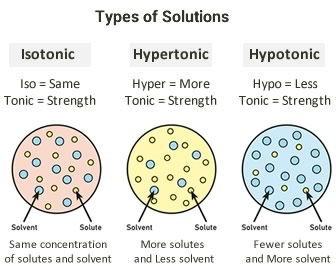 Types of Solutions
Isotonic
Iso = Same
Tonic = Strength
Solvent
Solute
Same concentration
of solutes and solvent
Hypertonic
Hyper = More
Tonic = Strength
Solvent
Solute
More solutes
and Less solvent
Hypotonic
Hypo = Less
Tonic = Strength
Solvent
Solute
Fewer solutes
and More solvent